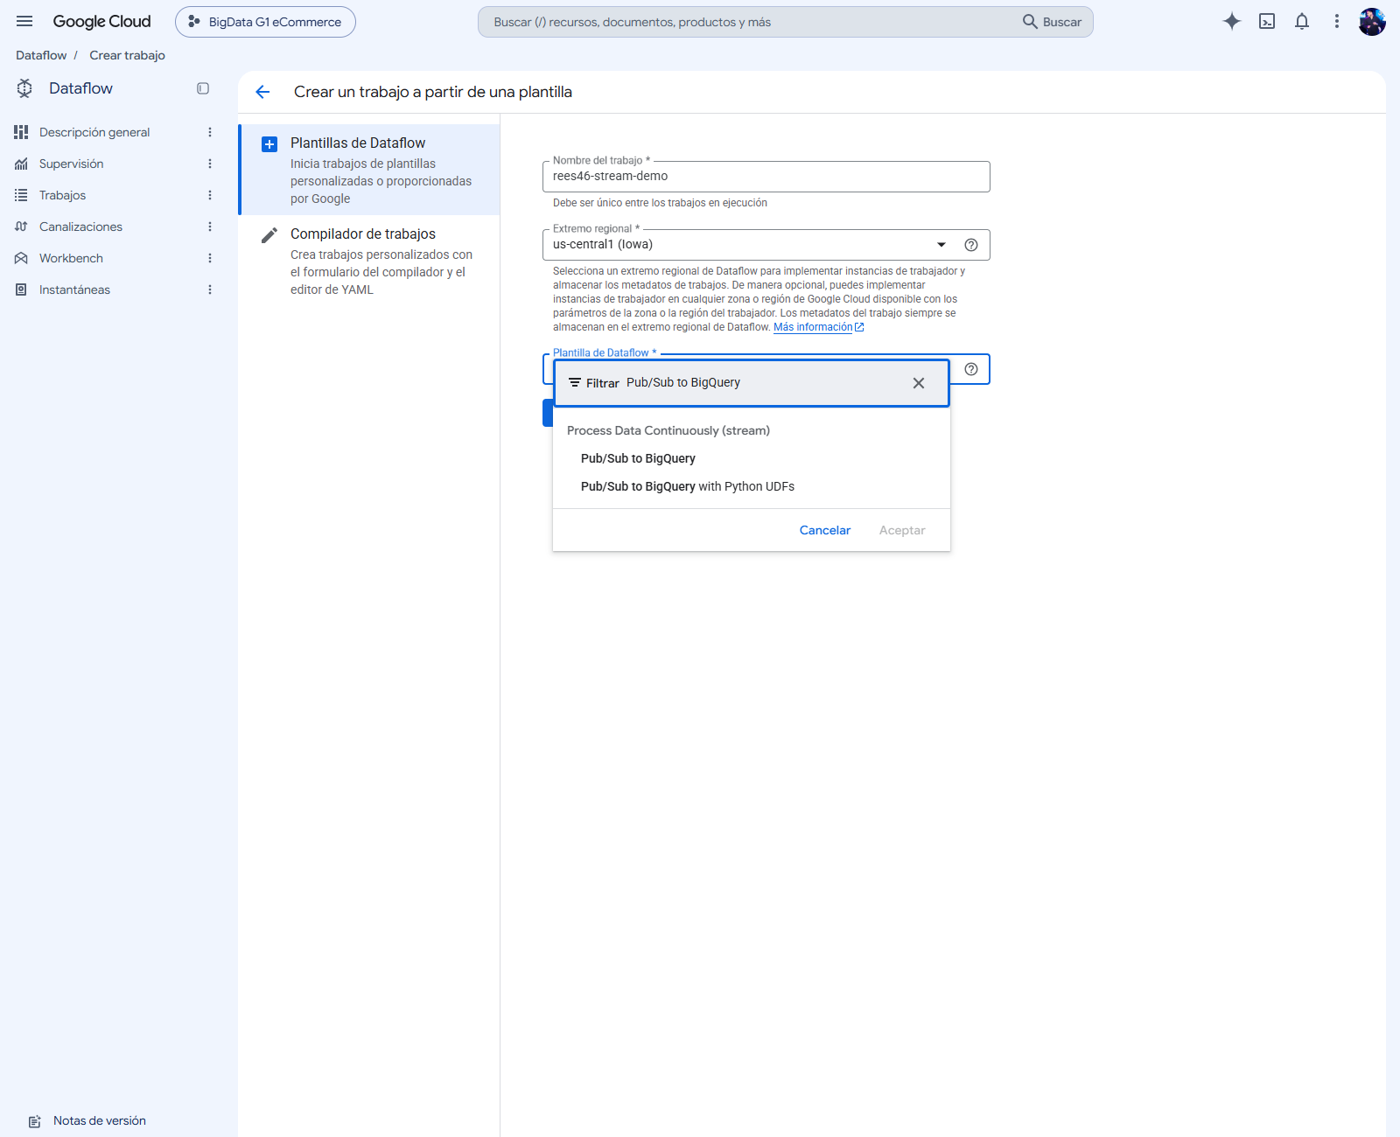 Google Cloud
BigData G1 eCommerce
Buscar (/) recursos, documentos, productos y más
Buscar
Dataflow / Crear trabajo
Dataflow
Descripción general
Supervisión
Trabajos
Canalizaciones
Workbench
Instantáneas
Notas de versión
Crear un trabajo a partir de una plantilla
Plantillas de Dataflow
Inicia trabajos de plantillas
personalizadas o proporcionadas
por Google
Compilador de trabajos
Crea trabajos personalizados con
el formulario del compilador y el
editor de YAML
Nombre del trabajo *
rees46-stream-demo
Debe ser único entre los trabajos en ejecución
Extremo regional *
us-central1 (Iowa)
Selecciona un extremo regional de Dataflow para implementar instancias de trabajador y
almacenar los metadatos de trabajos. De manera opcional, puedes implementar
instancias de trabajador en cualquier zona o región de Google Cloud disponible con los
parámetros de la zona o la región del trabajador. Los metadatos del trabajo siempre se
almacenan en el extremo regional de Dataflow. Más información
Plantilla de Dataflow *
Filtrar Pub/Sub to BigQuery
Process Data Continuously (stream)
Pub/Sub to BigQuery
Pub/Sub to BigQuery with Python UDFs
Cancelar
Aceptar